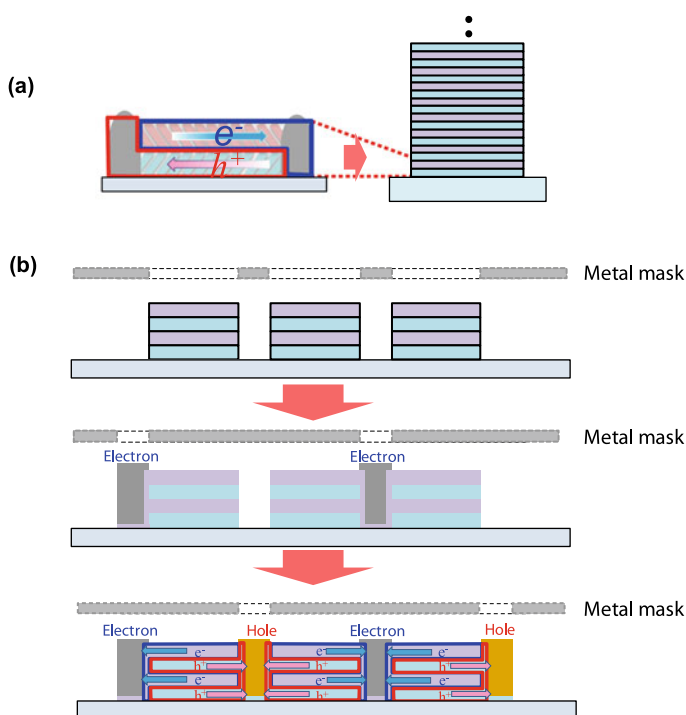 (a)
e-
h+
(b)
Metal mask
Metal mask
Electron
Electron
Metal mask
Electron
Hole
Electron
Hole
e-
e-
e-
h+
h+
h+
e-
e-
e-
h+
h+
h+